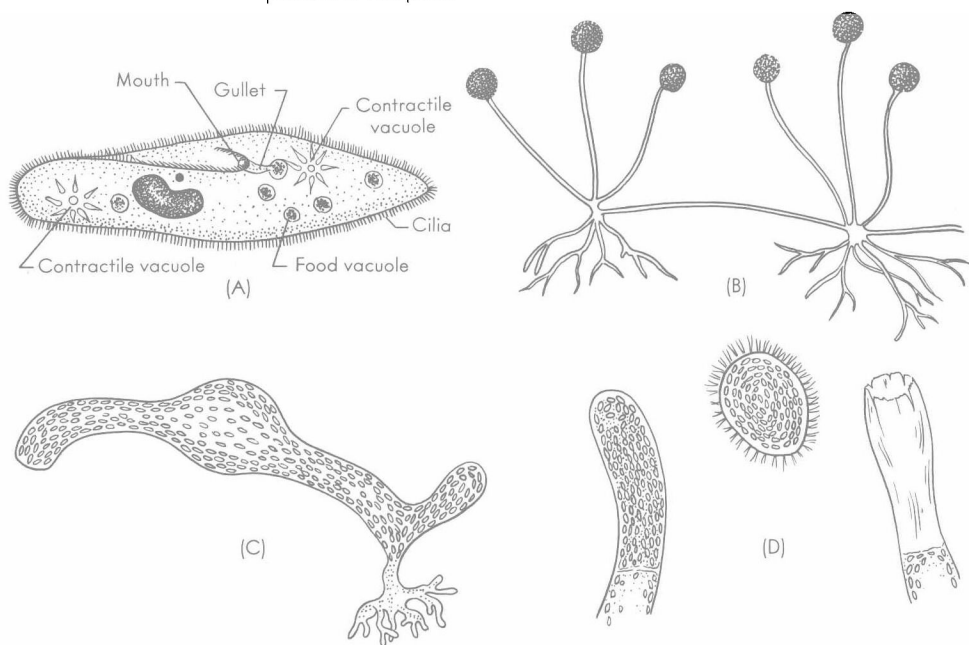 Mouth
Gullet
Contractile
vacuole
Cilia
Contractile vacuole
Food vacuole
(A)
(B)
(C)
(D)